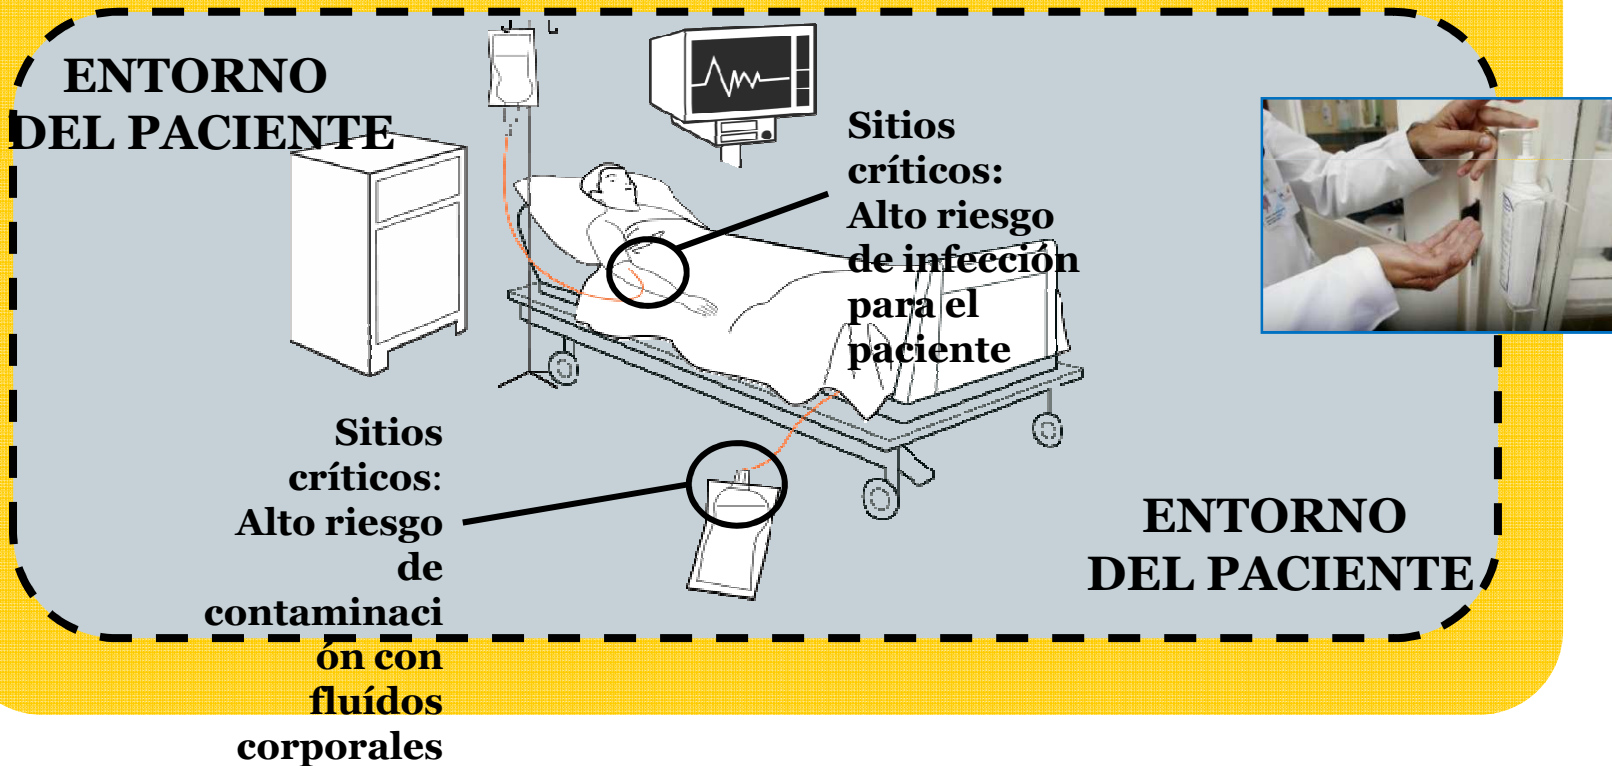 ENTORNO
DEL PACIENTE
Sitios
críticos:
Alto riesgo
de infección
para el
paciente
Sitios
críticos:
Alto riesgo
de
contaminaci
ón con
fluídos
corporales
ENTORNO
DEL PACIENTE